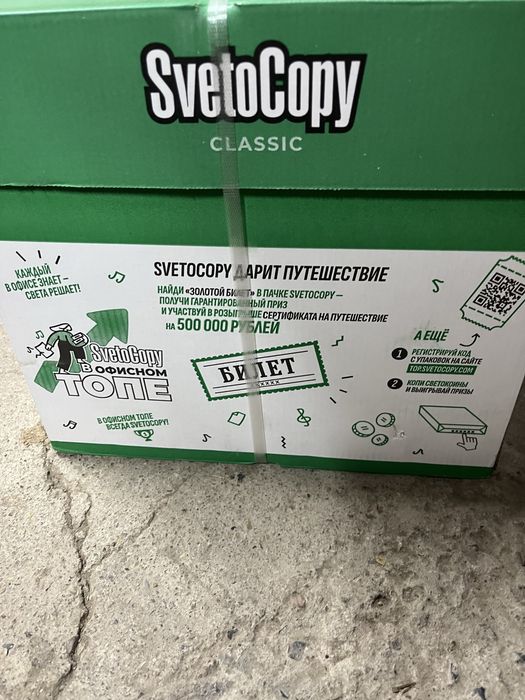 SvetoCopy
CLASSIC
КАЖДЫЙ
В ОФИСЕ ЗНАЕТ –
СВЕТА РЕШАЕТ!
SVETOCOPY ДАРИТ ПУТЕШЕСТВИЕ
НАЙДИ «ЗОЛОТОЙ БИЛЕТ» В ПАЧКЕ SVETOCOPY –
ПОЛУЧИ ГАРАНТИРОВАННЫЙ ПРИЗ
И УЧАСТВУЙ В РОЗЫГРЫШЕ СЕРТИФИКАТА НА ПУТЕШЕСТВИЕ
НА 500 000 РУБЛЕЙ
SvetoCopy
В ОФИСНОМ
ТОПЕ
БИЛЕТ
В ОФИСНОМ ТОПЕ
ВСЕГДА SVETOCOPY!
А ЕЩЁ
1 РЕГИСТРИРУЙ КОД
С УПАКОВОК НА САЙТЕ
TOP.SVETOCOPY.COM
2 КОПИ СВЕТОКОИНЫ
И ВЫИГРЫВАЙ ПРИЗЫ